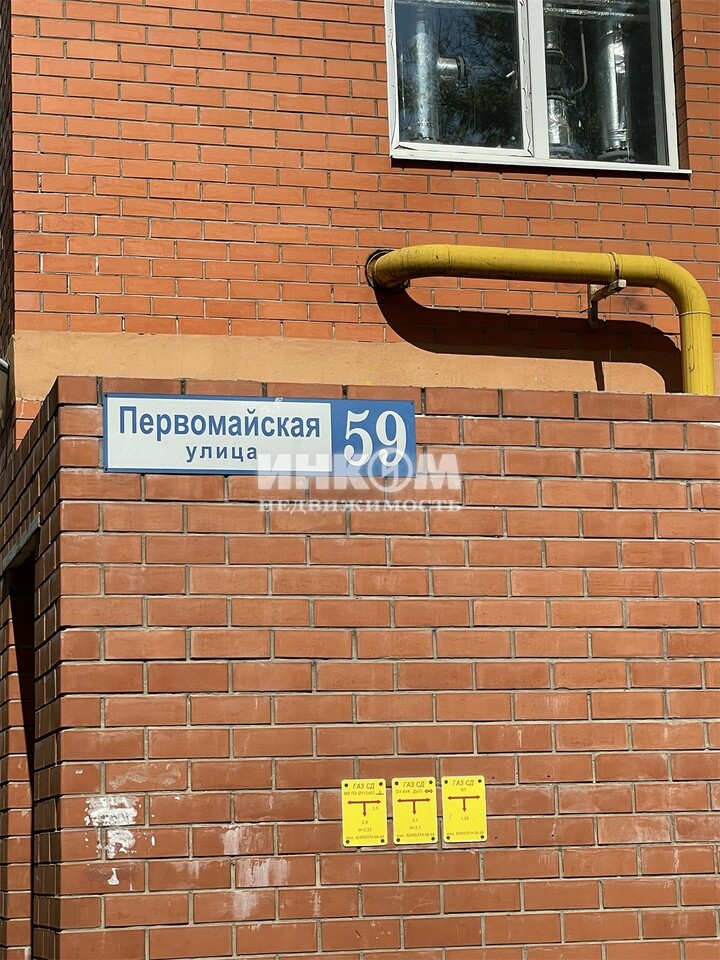 Первомайская
улица
59
ИНКОМ
НЕДВИЖИМОСТЬ
ГАЗ СД
ГАЗ СД
ГАЗ СД